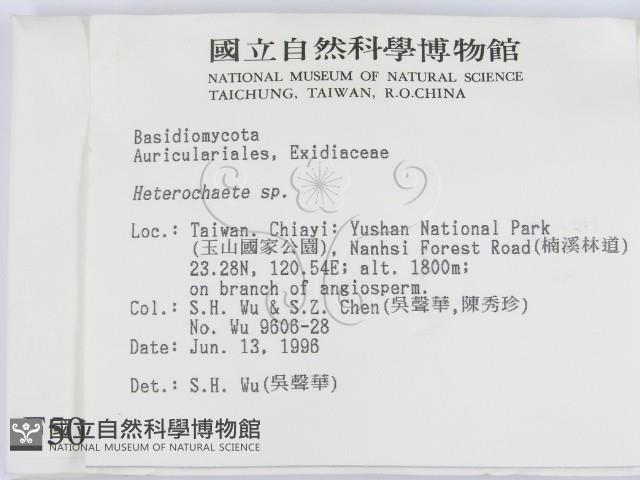 國立自然科學博物館
NATIONAL MUSEUM OF NATURAL SCIENCE
TAICHUNG, TAIWAN, R.O.CHINA
Basidiomycota
Auriculariales, Exidiaceae
Heterochaete sp.
Loc.: Taiwan. Chiayi: Yushan National Park
(玉山國家公園), Nanhsi Forest Road(楠溪林道)
23.28N, 120.54E; alt. 1800m;
on branch of angiosperm.
Col.: S.H. Wu & S.Z. Chen(吳聲華,陳秀珍)
No. Wu 9606-28
Date: Jun. 13, 1996
Det.: S.H. Wu(吳聲華)
國立自然科學博物館
NATIONAL MUSEUM OF NATURAL SCIENCE